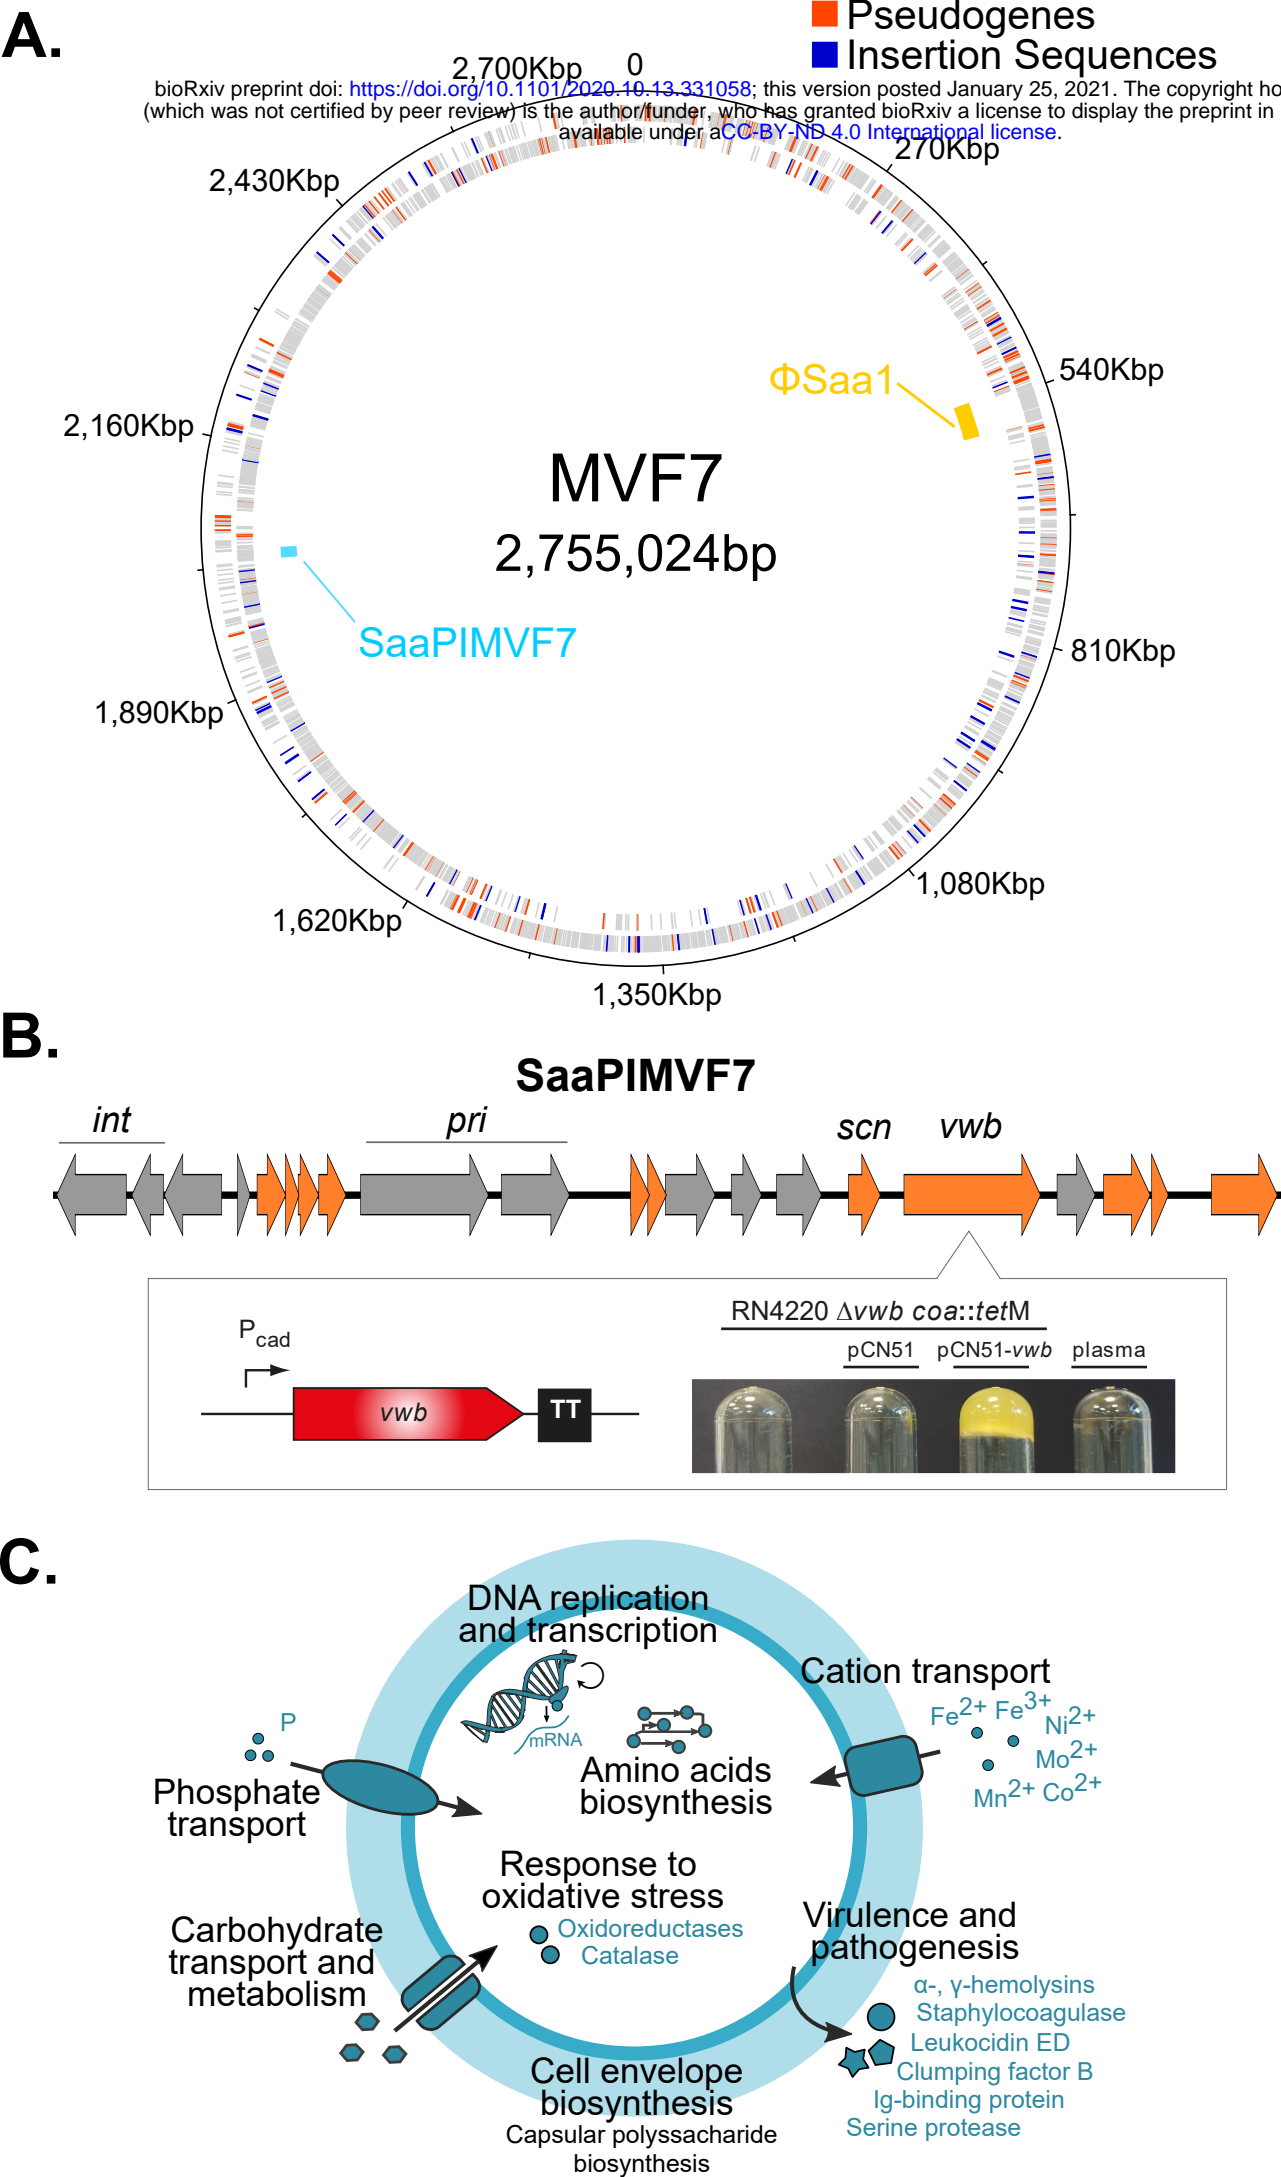 A.
Pseudogenes
Insertion Sequences
2,700Kbp
0
bioRxiv preprint doi: https://doi.org/10.1101/2020.10.13.331058; this version posted January 25, 2021. The copyright ho
(which was not certified by peer review) is the author/funder, who has granted bioRxiv a license to display the preprint in
available under aCC-BY-ND 4.0 International license.
270Kbp
2,430Kbp
540Kbp
ΦSaa1
2,160Kbp
MVF7
2,755,024bp
SaaPIMVF7
810Kbp
1,890Kbp
1,080Kbp
1,620Kbp
1,350Kbp
B.
SaaPIMVF7
int
pri
scn
vwb
RN4220 Δvwb coa::tetM
Pcad
pCN51
pCN51-vwb
plasma
vwb
TT
C.
DNA replication
and transcription
mRNA
Cation transport
Fe2+ Fe3+
Ni2+
Mo2+
Mn2+ Co2+
P
Phosphate
transport
Amino acids
biosynthesis
Response to
oxidative stress
Oxidoreductases
Catalase
Carbohydrate
transport and
metabolism
Virulence and
pathogenesis
α-, γ-hemolysins
Staphylocoagulase
Leukocidin ED
Clumping factor B
Ig-binding protein
Serine protease
Cell envelope
biosynthesis
Capsular polyssacharide
biosynthesis